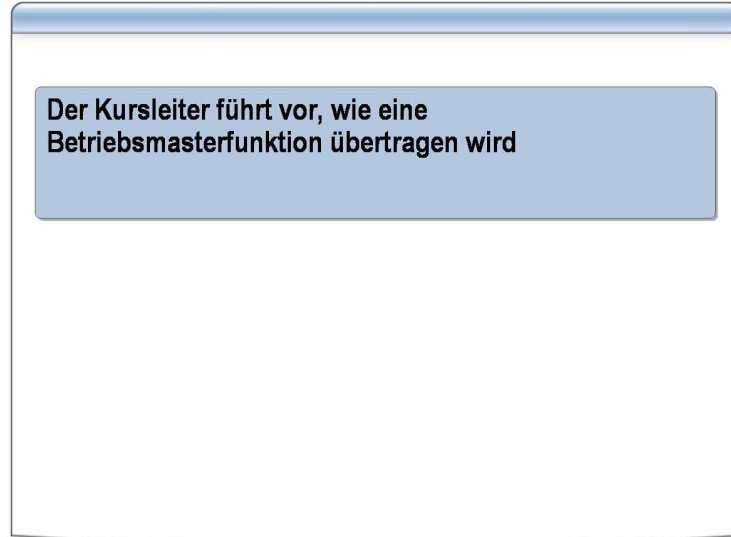 Der Kursleiter führt vor, wie eine
Betriebsmasterfunktion übertragen wird